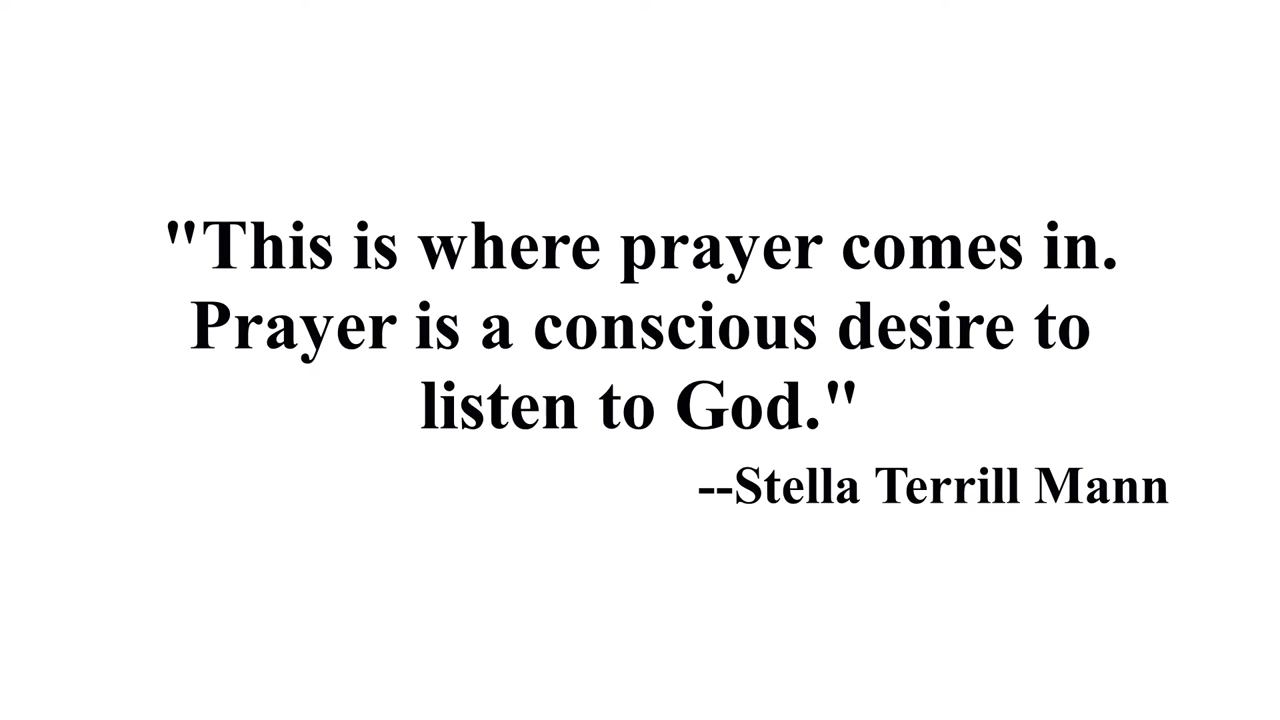 "This is where prayer comes in.
Prayer is a conscious desire to
listen to God."
--Stella Terrill Mann